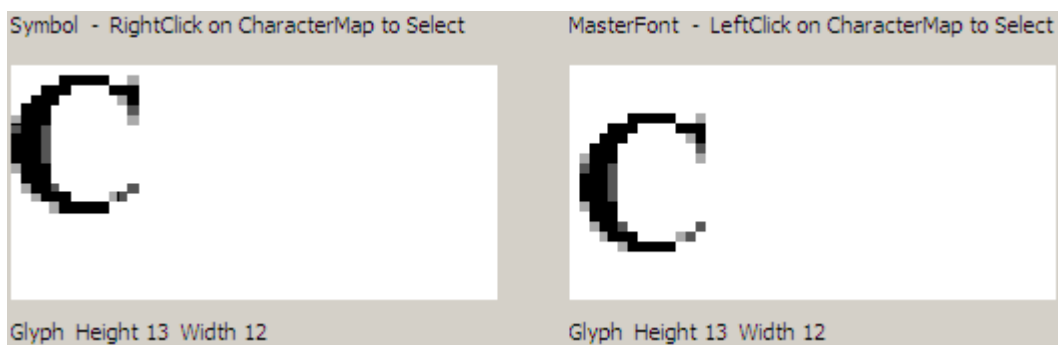 Symbol - RightClick on CharacterMap to Select
MasterFont - LeftClick on CharacterMap to Select
C
C
Glyph Height 13 Width 12
Glyph Height 13 Width 12